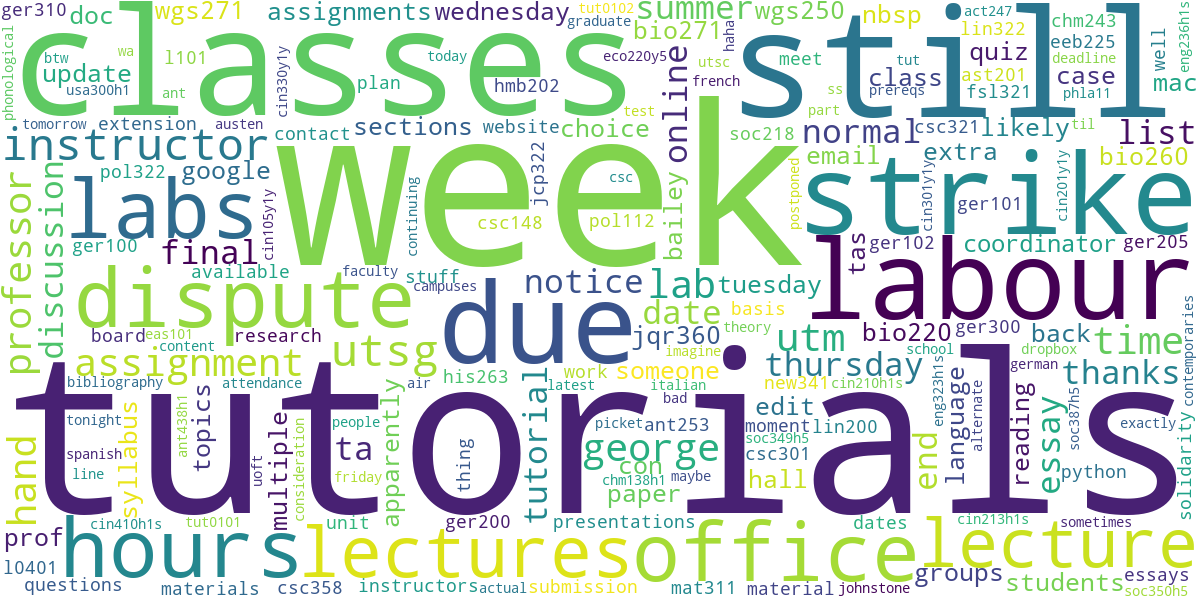 ger310
doc
wgs271
assignments
wednesday
tut0102
graduate
summer
wgs250
nbsp
act247
lin322
chm243
eng236h1s
phonological
btw
wa
l101
cin330y1y
classes
today
eco220y5
bio271
haha
utsc
french
still
meet
tut
quiz
eeb225
deadline
well
update
usa300h1
ant
plan
hmb202
test
online
ss
prereqs
class
ast201
case
fsl321
phla11
mac
part
tomorrow
extension
austen
contact
sections
website
choice
soc218
normal
csc321
likely
til
list
instructor
pol322
google
week
jcp322
csc
bailey
postponed
email
extra
bio260
labs
cin105y1y
continuing
csc148
pol112
strike
cin301y1y
ger101
cin201y1y
professor
discussion
ger100
final
available
faculty
stuff
campuses
notice
lab
tuesday
tas
ger102
coordinator
ger205
dispute
due
date
basis
labour
board
eas101
research
content
jqr360
theory
utm
bio220
ger300
back
time
contemporaries
assignment
utsg
imagine
thursday
school
dropbox
german
thanks
bibliography
attendance
air
his263
latest
work
someone
italian
bad
new341
cin210h1s
eng323h1s
language
alternate
reading
soc387h5
essay
exactly
solidarity
tutorials
tonight
ant438h1
topics
people
apparently
tutorial
picket
ant253
moment
edit
lin200
soc349h5
csc301
hand
spanish
line
syllabus
ta
multiple
consideration
friday
thing
george
con
chm138h1
maybe
paper
hall
end
python
uoft
prof
l0401
cin410h1s
tut0101
unit
ger200
presentations
dates
cin213h1s
sometimes
hours
lectures
office
lecture
questions
materials
csc358
instructors
actual
submission
mat311
material
johnstone
groups
students
essays
soc350h5